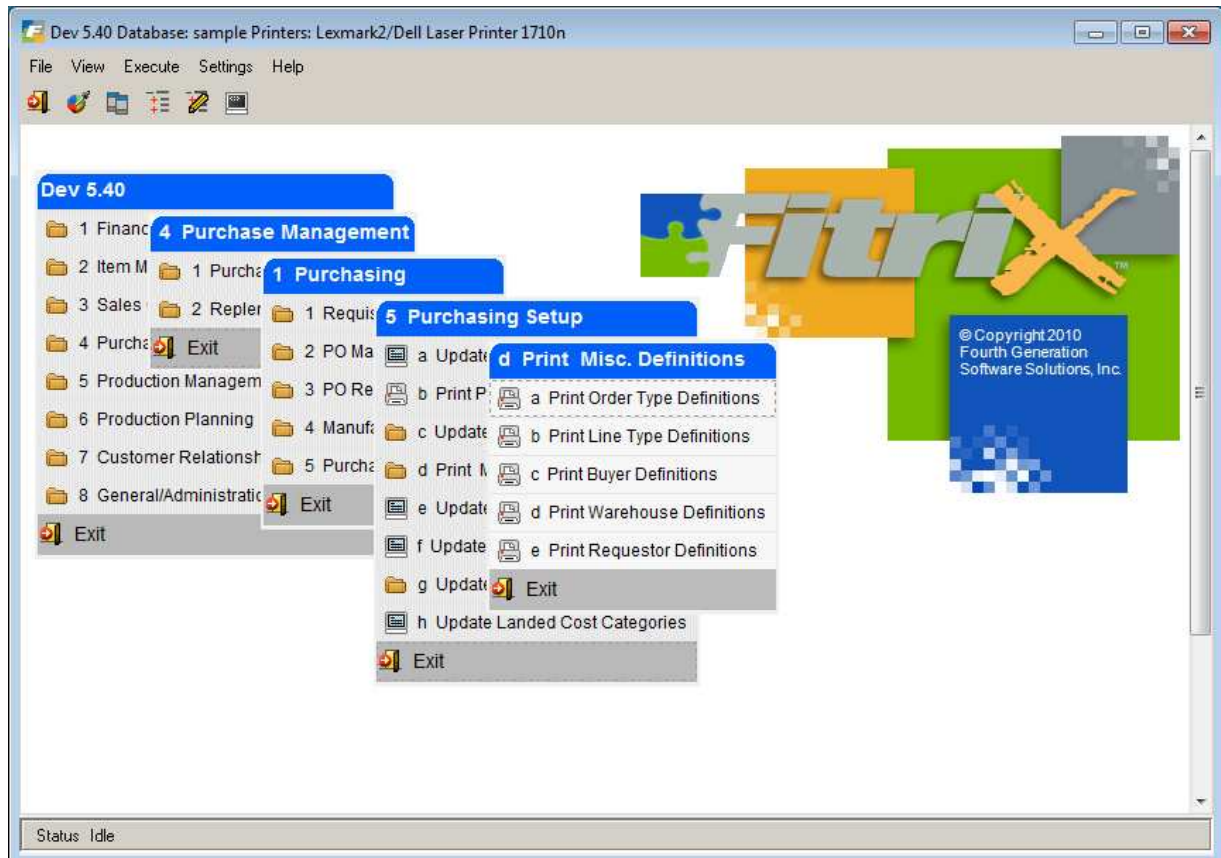 Dev 5.40 Database: sample Printers: Lexmark2/Dell Laser Printer 1710n
File View Execute Settings Help
Dev 5.40
1 Financ
2 Item M
3 Sales
4 Purcha
5 Production Managem
6 Production Planning
7 Customer Relationsh
8 General/Administratio
Exit
4 Purchase Management
1 Purcha
2 Repler
Exit
1 Purchasing
1 Requis
2 PO Ma
3 PO Re
4 Manufa
5 Purcha
Exit
5 Purchasing Setup
a Update
b Print P
c Update
d Print M
e Update
f Update
g Update
h Update Landed Cost Categories
Exit
d Print Misc. Definitions
a Print Order Type Definitions
b Print Line Type Definitions
c Print Buyer Definitions
d Print Warehouse Definitions
e Print Requestor Definitions
Exit
FitriX
TM
© Copyright 2010
Fourth Generation
Software Solutions, Inc.
Status Idle